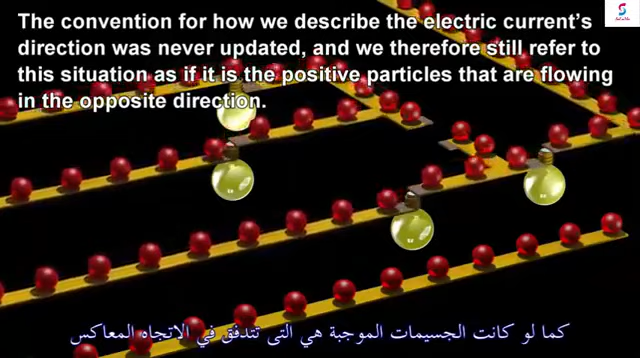 The convention for how we describe the electric current's
direction was never updated, and we therefore still refer to
this situation as if it is the positive particles that are flowing
in the opposite direction.
كما لو كانت الجسيمات الموجبة هي التى تتدفق في الاتجاه المعاكس